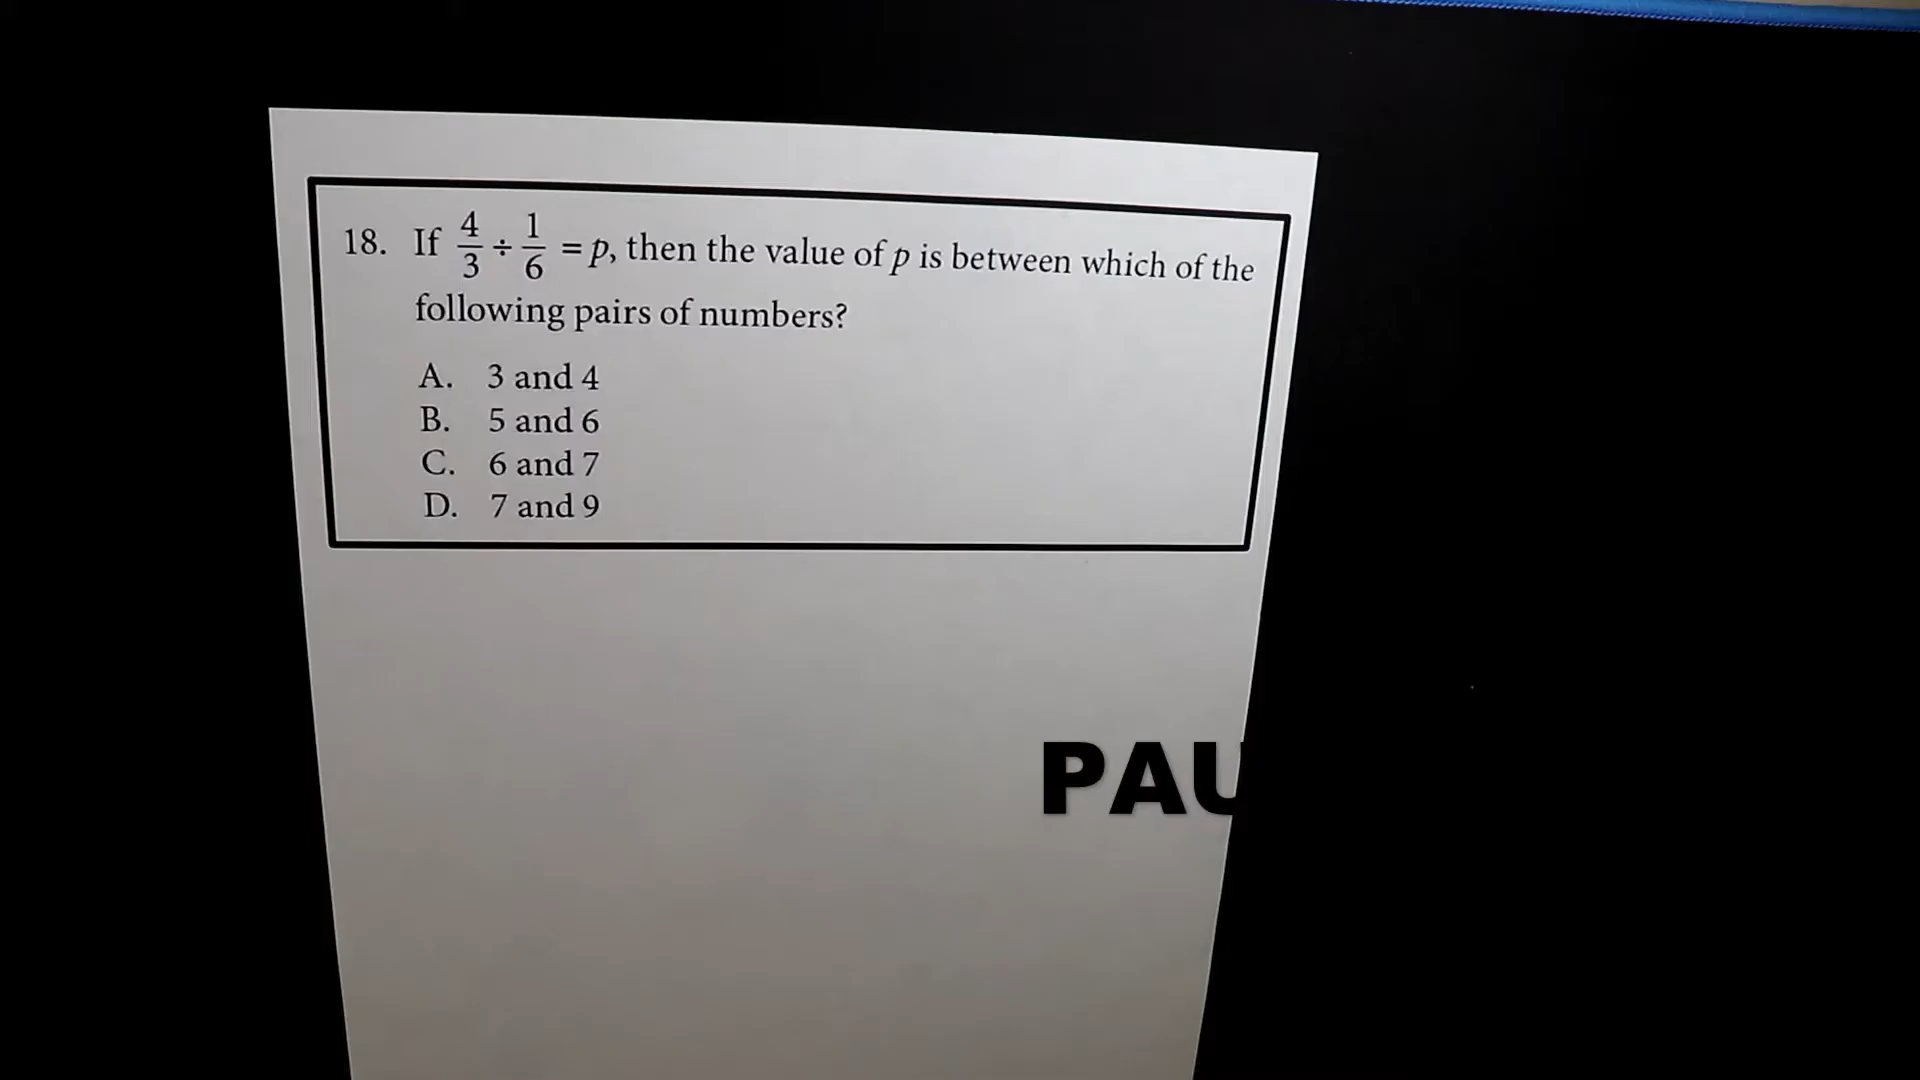 18. If 4/3 ÷ 1/6 = p, then the value of p is between which of the
following pairs of numbers?
A. 3 and 4
B. 5 and 6
C. 6 and 7
D. 7 and 9
PAU